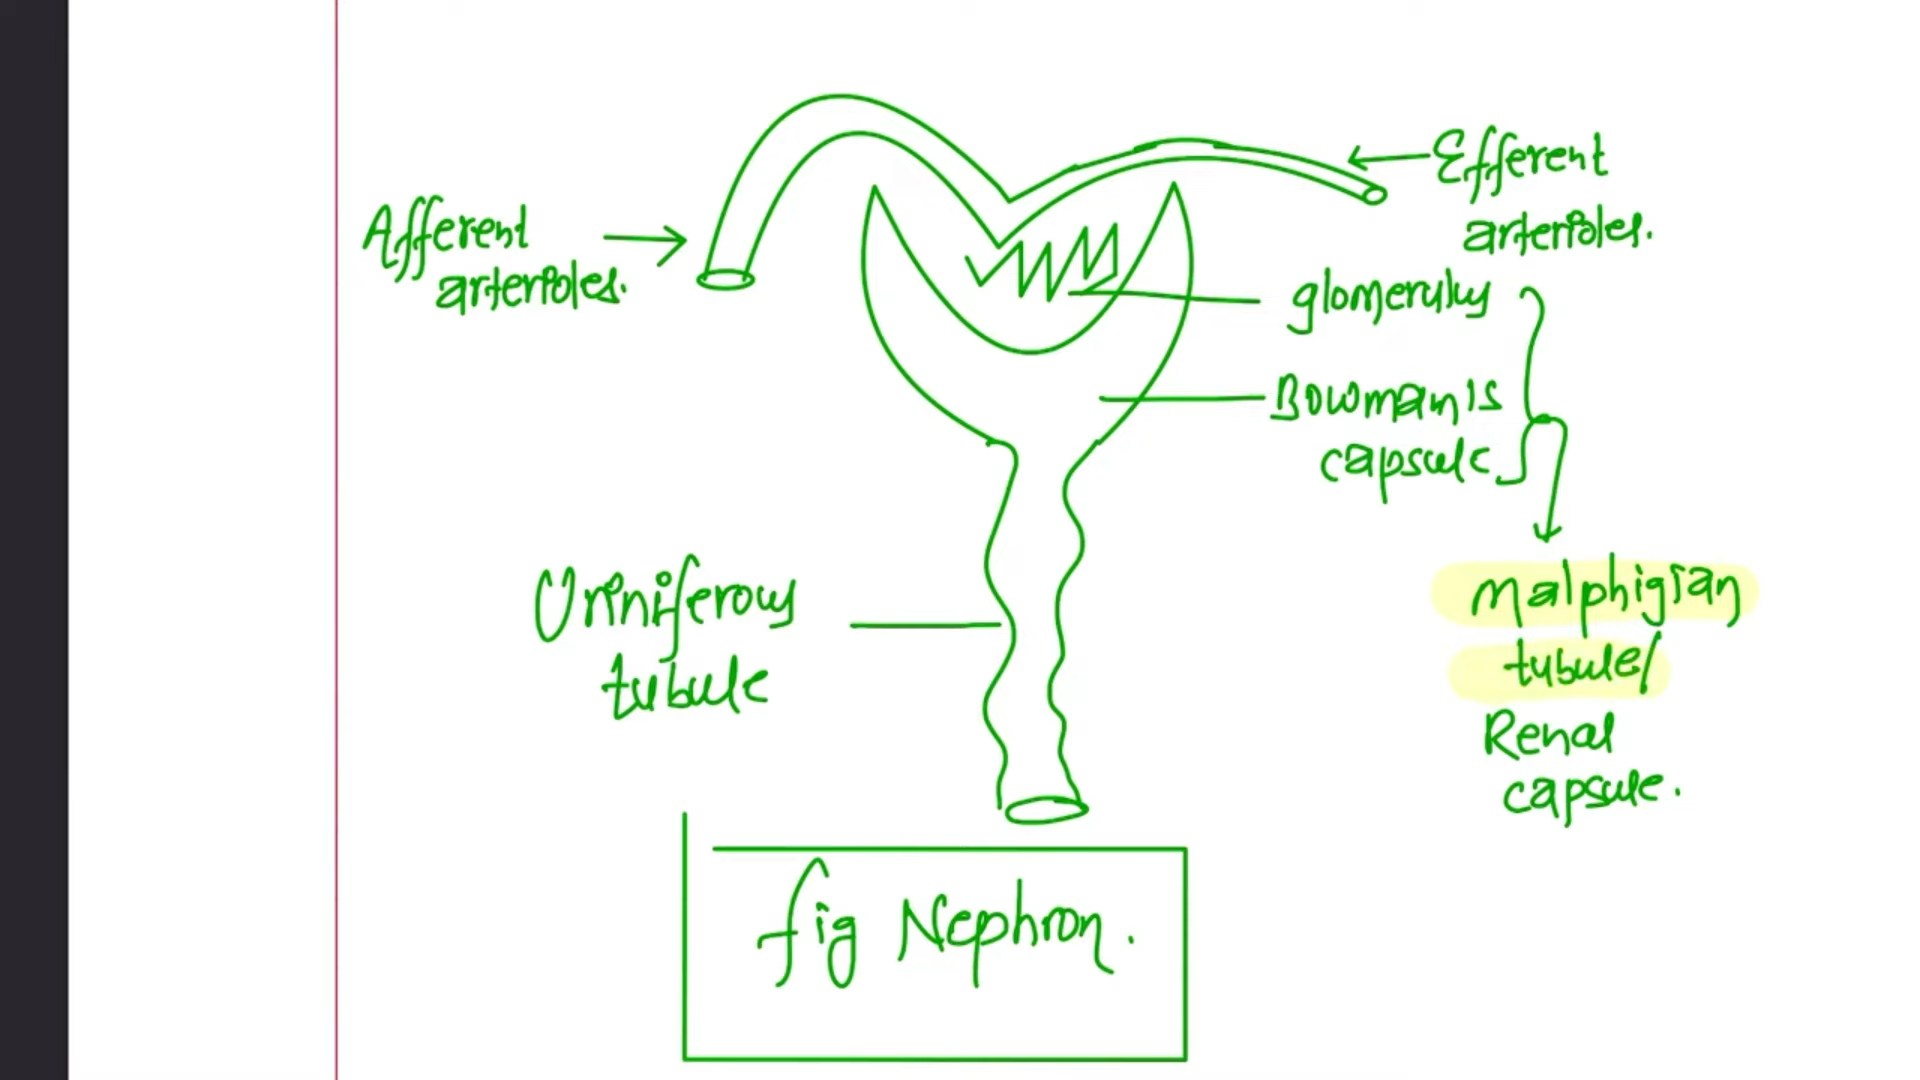 Efferent
arterioles.
Afferent
arterioles.
glomerulus
Bowman's
capsule
malphigian
tubule/
Renal
capsule.
Uriniferous
tubule
fig Nephron.